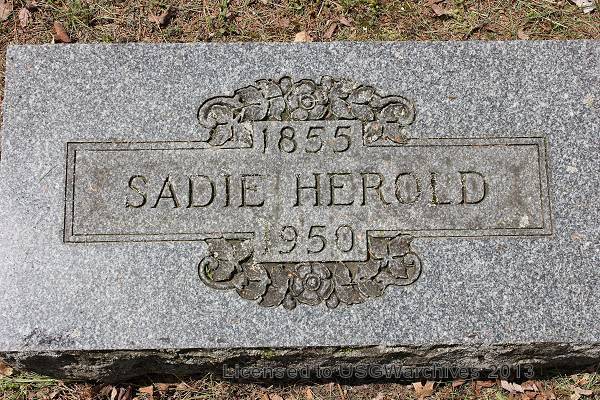 1855
SADIE HEROLD
1950
Licensed to USGWarchives 2013